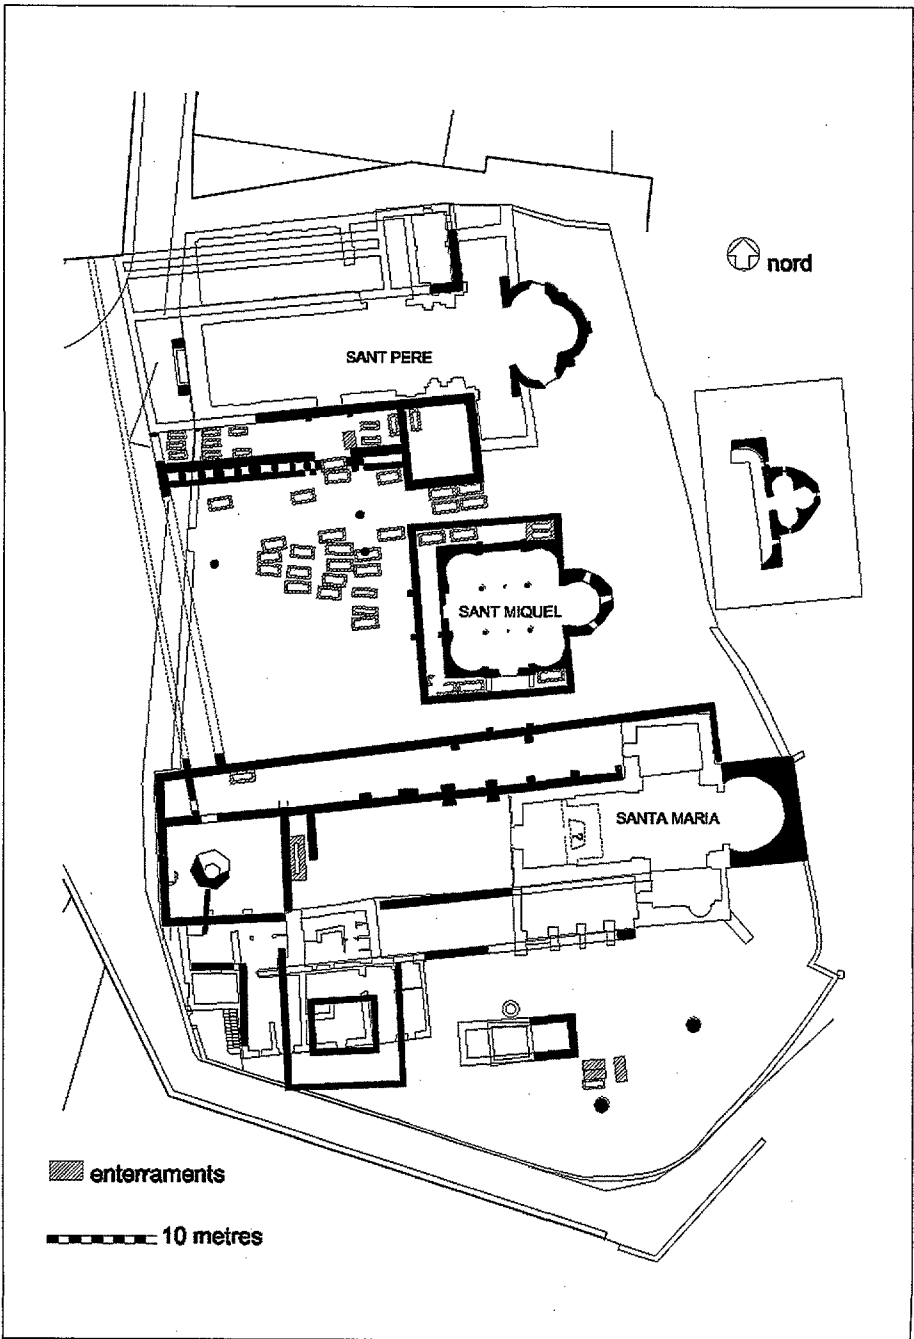 nord
SANT PERE
SANT MIQUEL
SANTA MARIA
enterraments
10 metres